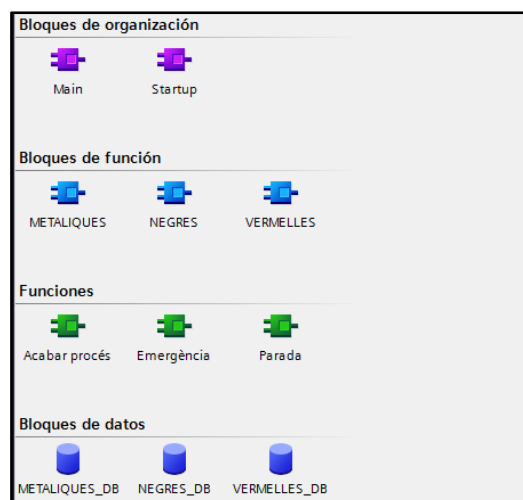 Bloques de organización
Main Startup
Bloques de función
METALIQUES NEGRES VERMELLES
Funciones
Acabar procés Emergència Parada
Bloques de datos
METALIQUES_DB NEGRES_DB VERMELLES_DB